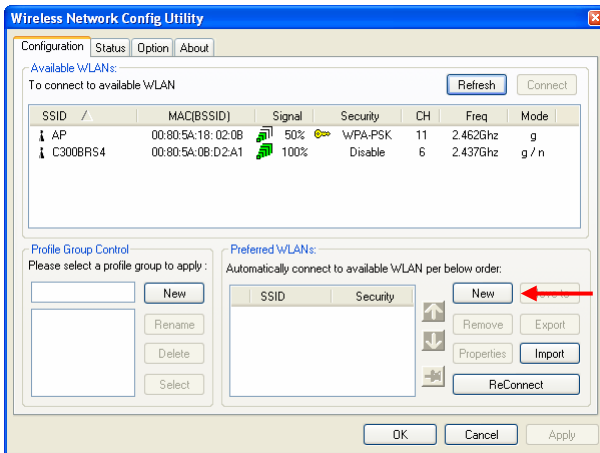 Wireless Network Config Utility
Configuration Status Option About
Available WLANs:
To connect to available WLAN Refresh Connect
SSID MAC(BSSID) Signal Security CH Freq Mode
AP 00:80:5A:18:02:0B 50% WPA-PSK 11 2.462Ghz g
C300BRS4 00:80:5A:0B:D2:A1 100% Disable 6 2.437Ghz g / n
Profile Group Control
Please select a profile group to apply :
New
Rename
Delete
Select
Preferred WLANs:
Automatically connect to available WLAN per below order:
SSID Security
New
Remove Export
Properties Import
ReConnect
OK Cancel Apply